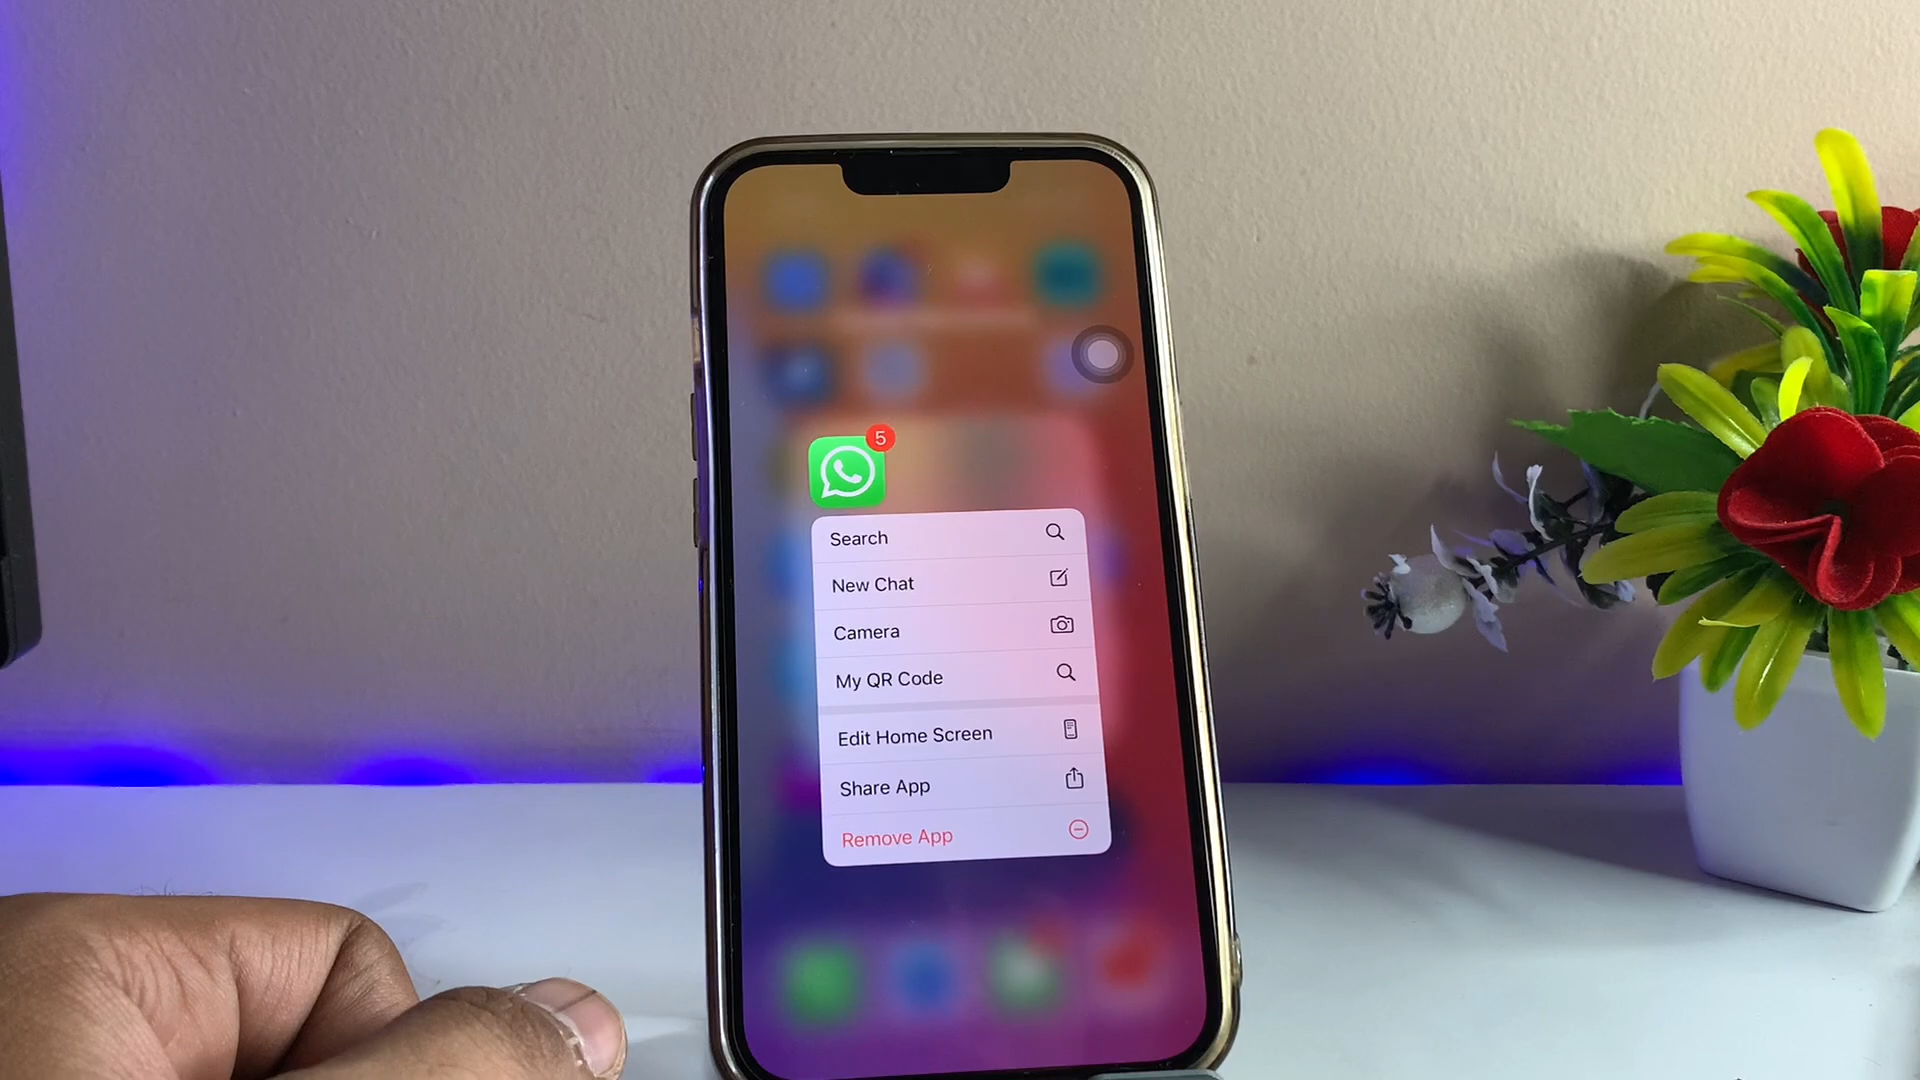 5
Search
New Chat
Camera
My QR Code
Edit Home Screen
Share App
Remove App